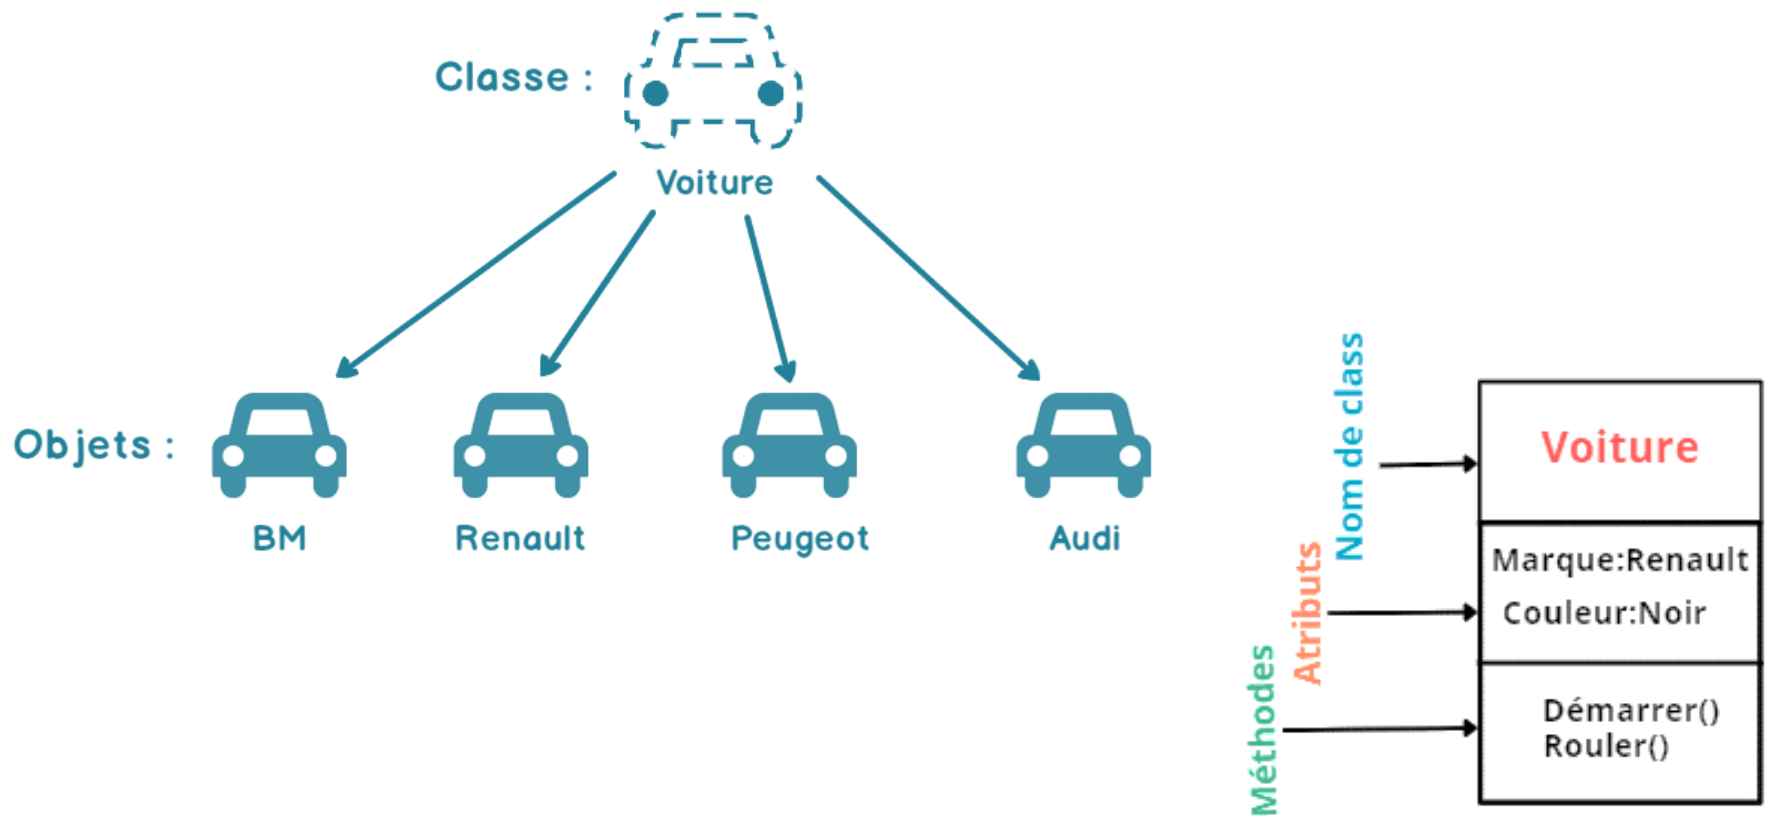 Classe :
Voiture
Objets :
BM
Renault
Peugeot
Audi
Nom de class
Atributs
Méthodes
Voiture
Marque:Renault
Couleur:Noir
Démarrer()
Rouler()